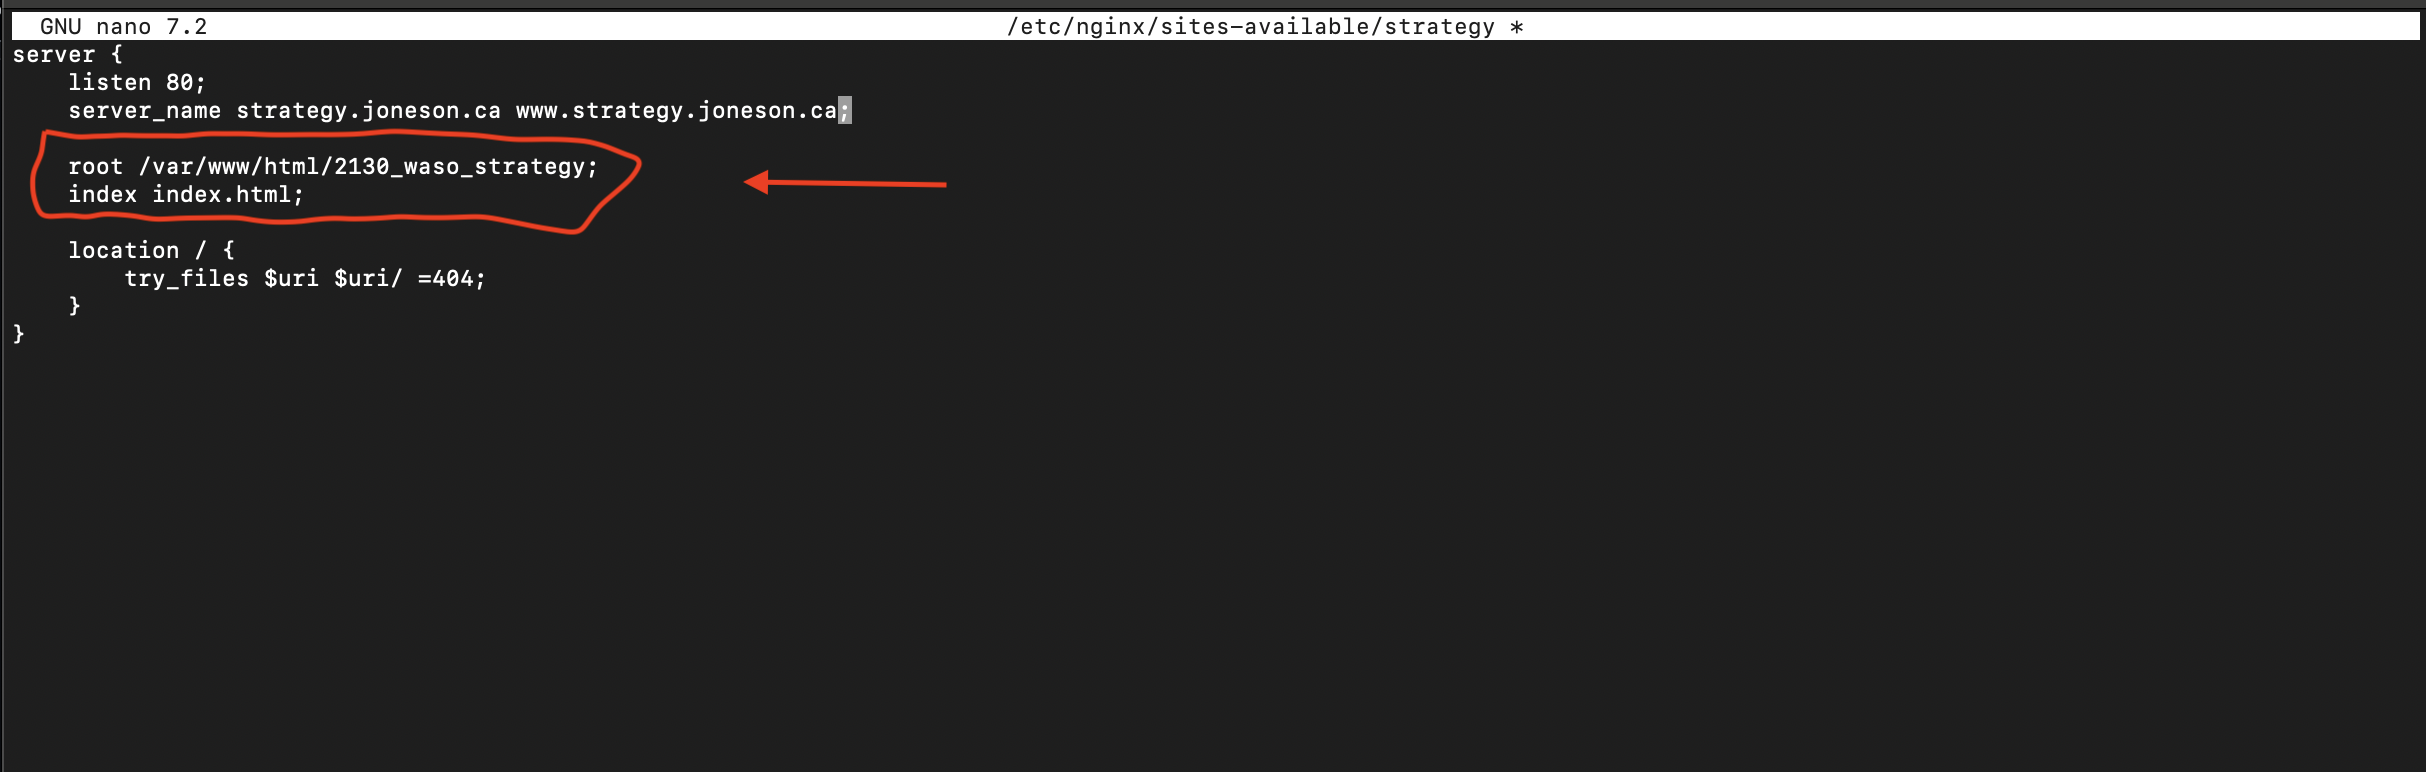 GNU nano 7.2 /etc/nginx/sites-available/strategy *
server {
    listen 80;
    server_name strategy.joneson.ca www.strategy.joneson.ca;
    root /var/www/html/2130_waso_strategy;
    index index.html;
    location / {
        try_files $uri $uri/ =404;
    }
}